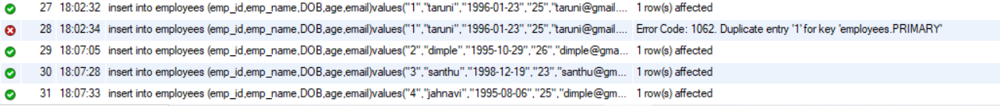 27 18:02:32 insert into employees (emp_id,emp_name,DOB,age,email)values("1","taruni","1996-01-23","25","taruni@gmail.... 1 row(s) affected
28 18:02:34 insert into employees (emp_id,emp_name,DOB,age,email)values("1","taruni","1996-01-23","25","taruni@gmail.... Error Code: 1062. Duplicate entry '1' for key 'employees.PRIMARY'
29 18:07:05 insert into employees (emp_id,emp_name,DOB,age,email)values("2","dimple","1995-10-29","26","dimple@gma... 1 row(s) affected
30 18:07:28 insert into employees (emp_id,emp_name,DOB,age,email)values("3","santhu","1998-12-19","23","santhu@gm... 1 row(s) affected
31 18:07:33 insert into employees (emp_id,emp_name,DOB,age,email)values("4","jahnavi","1995-08-06","25","dimple@gm... 1 row(s) affected